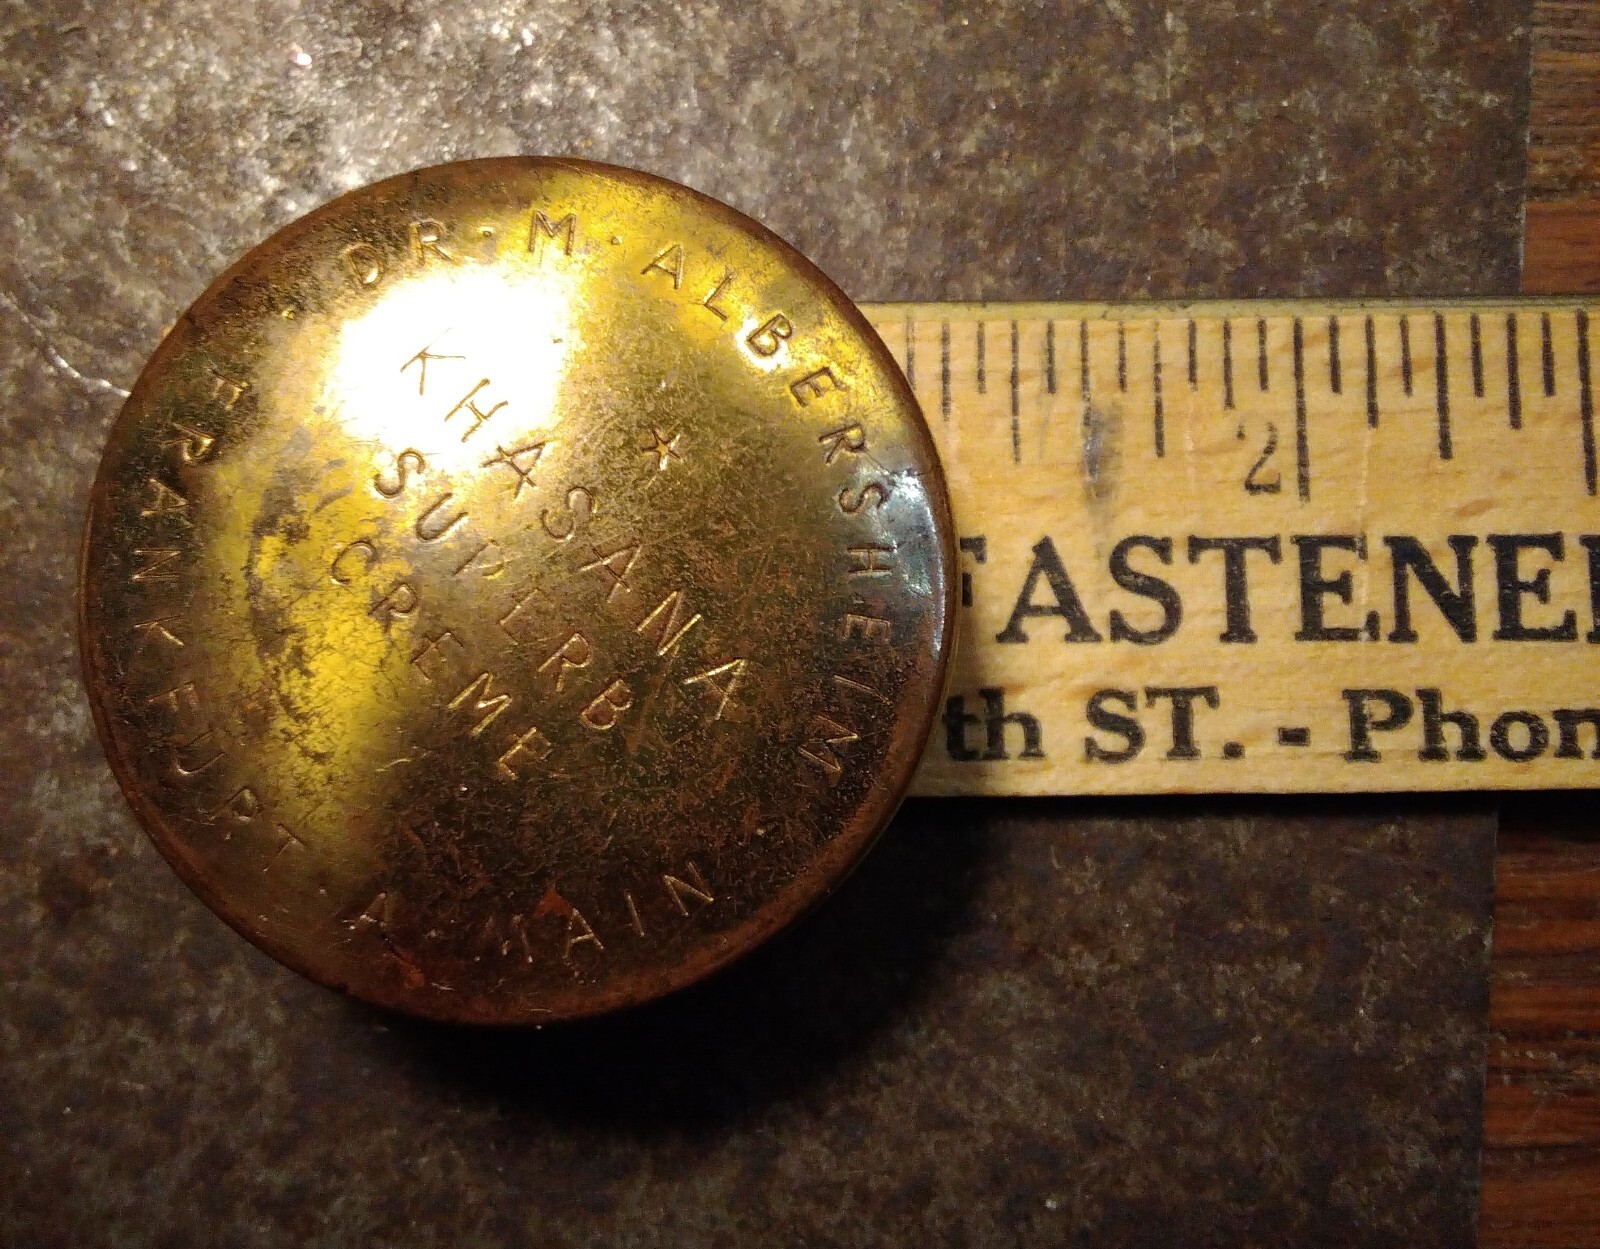 DR · M · ALBERSHEIM
KHASANA
SUPERB
CREME
FRANKFURT A. MAIN
2
FASTENE
th ST. - Phon